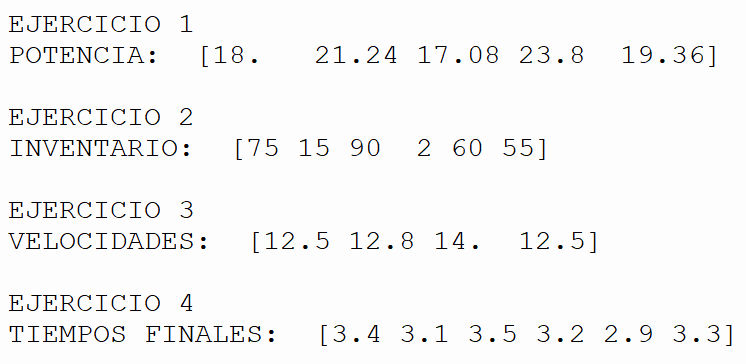 EJERCICIO 1
POTENCIA:  [18.   21.24 17.08 23.8  19.36]
EJERCICIO 2
INVENTARIO:  [75 15 90  2 60 55]
EJERCICIO 3
VELOCIDADES:  [12.5 12.8 14.  12.5]
EJERCICIO 4
TIEMPOS FINALES:  [3.4 3.1 3.5 3.2 2.9 3.3]